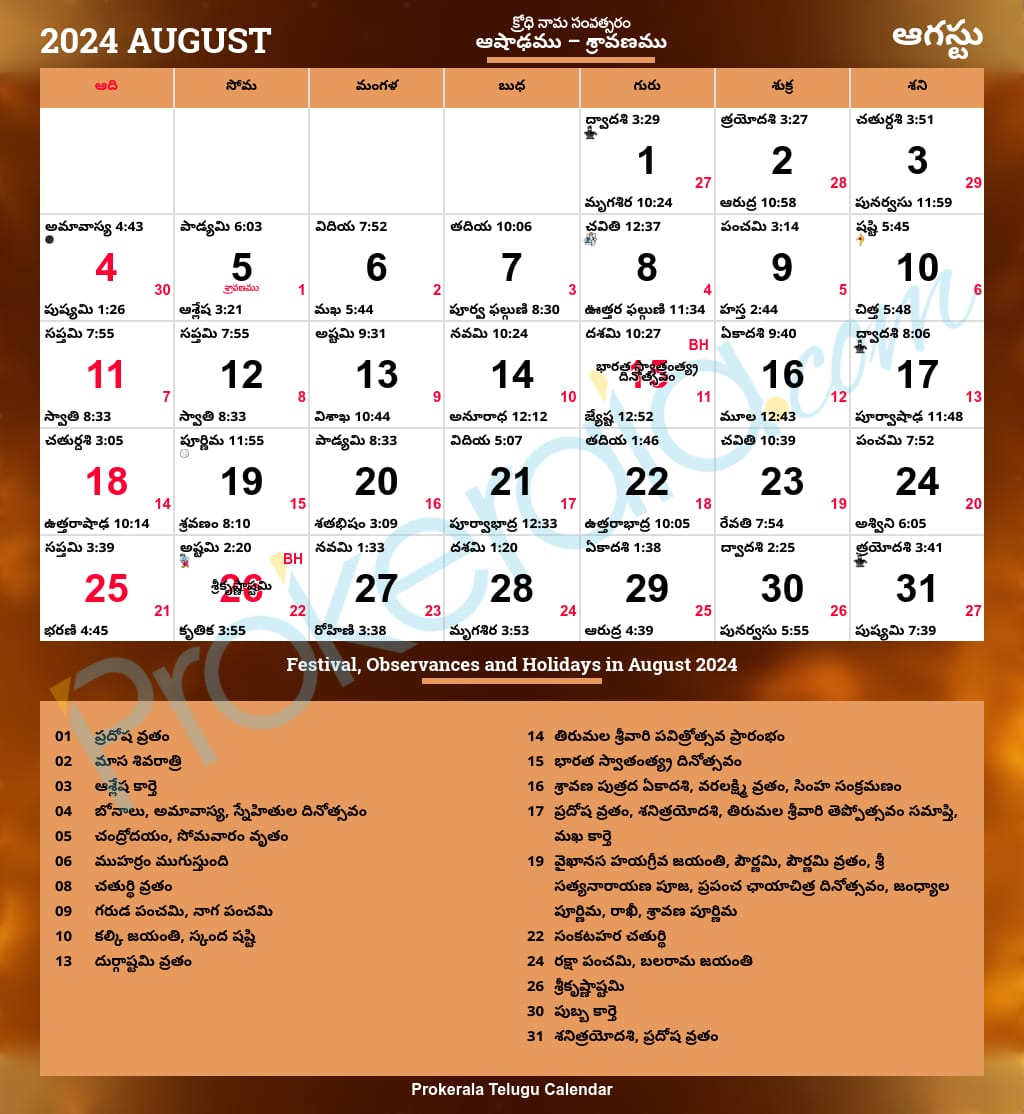 2024 AUGUST
క్రోధి నామ సంవత్సరం
ఆషాఢము – శ్రావణము
ఆగస్టు
ఆది సోమ మంగళ బుధ గురు శుక్ర శని
ద్వాదశి 3:29 త్రయోదశి 3:27 చతుర్దశి 3:51
1 2 3
27 28 29
మృగశిర 10:24 ఆరుద్ర 10:58 పునర్వసు 11:59
అమావాస్య 4:43 పాడ్యమి 6:03 విదియ 7:52 తదియ 10:06 చవితి 12:37 పంచమి 3:14 షష్టి 5:45
4 5 6 7 8 9 10
30 శ్రావణము 1 2 3 4 5 6
పుష్యమి 1:26 ఆశ్లేష 3:21 మఖ 5:44 పూర్వ ఫల్గుణి 8:30 ఊత్తర ఫల్గుణి 11:34 హస్త 2:44 చిత్త 5:48
సప్తమి 7:55 సప్తమి 7:55 అష్టమి 9:31 నవమి 10:24 దశమి 10:27 ఏకాదశి 9:40 ద్వాదశి 8:06
BH
11 12 13 14 15 16 17
భారత స్వాతంత్య్ర
దినోత్సవం
7 8 9 10 11 12 13
స్వాతి 8:33 స్వాతి 8:33 విశాఖ 10:44 అనూరాధ 12:12 జ్యేష్ట 12:52 మూల 12:43 పూర్వాషాఢ 11:48
చతుర్దశి 3:05 పూర్ణిమ 11:55 పాడ్యమి 8:33 విదియ 5:07 తదియ 1:46 చవితి 10:39 పంచమి 7:52
18 19 20 21 22 23 24
14 15 16 17 18 19 20
ఉత్తరాషాఢ 10:14 శ్రవణం 8:10 శతభిషం 3:09 పూర్వాభాద్ర 12:33 ఉత్తరాభాద్ర 10:05 రేవతి 7:54 అశ్విని 6:05
సప్తమి 3:39 అష్టమి 2:20 నవమి 1:33 దశమి 1:20 ఏకాదశి 1:38 ద్వాదశి 2:25 త్రయోదశి 3:41
BH
25 26 27 28 29 30 31
శ్రీకృష్ణాష్టమి
21 22 23 24 25 26 27
భరణి 4:45 కృతిక 3:55 రోహిణి 3:38 మృగశిర 3:53 ఆరుద్ర 4:39 పునర్వసు 5:55 పుష్యమి 7:39
Prokerala.com
Festival, Observances and Holidays in August 2024
01 ప్రదోష వ్రతం
02 మాస శివరాత్రి
03 ఆశ్లేష కార్తె
04 బోనాలు, అమావాస్య, స్నేహితుల దినోత్సవం
05 చంద్రోదయం, సోమవారం వృతం
06 ముహర్రం ముగుస్తుంది
08 చతుర్థి వ్రతం
09 గరుడ పంచమి, నాగ పంచమి
10 కల్కి జయంతి, స్కంద షష్టి
13 దుర్గాష్టమి వ్రతం
14 తిరుమల శ్రీవారి పవిత్రోత్సవ ప్రారంభం
15 భారత స్వాతంత్య్ర దినోత్సవం
16 శ్రావణ పుత్రద ఏకాదశి, వరలక్ష్మి వ్రతం, సింహ సంక్రమణం
17 ప్రదోష వ్రతం, శనిత్రయోదశి, తిరుమల శ్రీవారి తెప్పోత్సవం సమాప్తి,
మఖ కార్తె
19 వైఖానస హయగ్రీవ జయంతి, పౌర్ణమి, పౌర్ణమి వ్రతం, శ్రీ
సత్యనారాయణ పూజ, ప్రపంచ ఛాయాచిత్ర దినోత్సవం, జంధ్యాల
పూర్ణిమ, రాఖీ, శ్రావణ పూర్ణిమ
22 సంకటహర చతుర్థి
24 రక్షా పంచమి, బలరామ జయంతి
26 శ్రీకృష్ణాష్టమి
30 పుబ్బ కార్తె
31 శనిత్రయోదశి, ప్రదోష వ్రతం
Prokerala Telugu Calendar